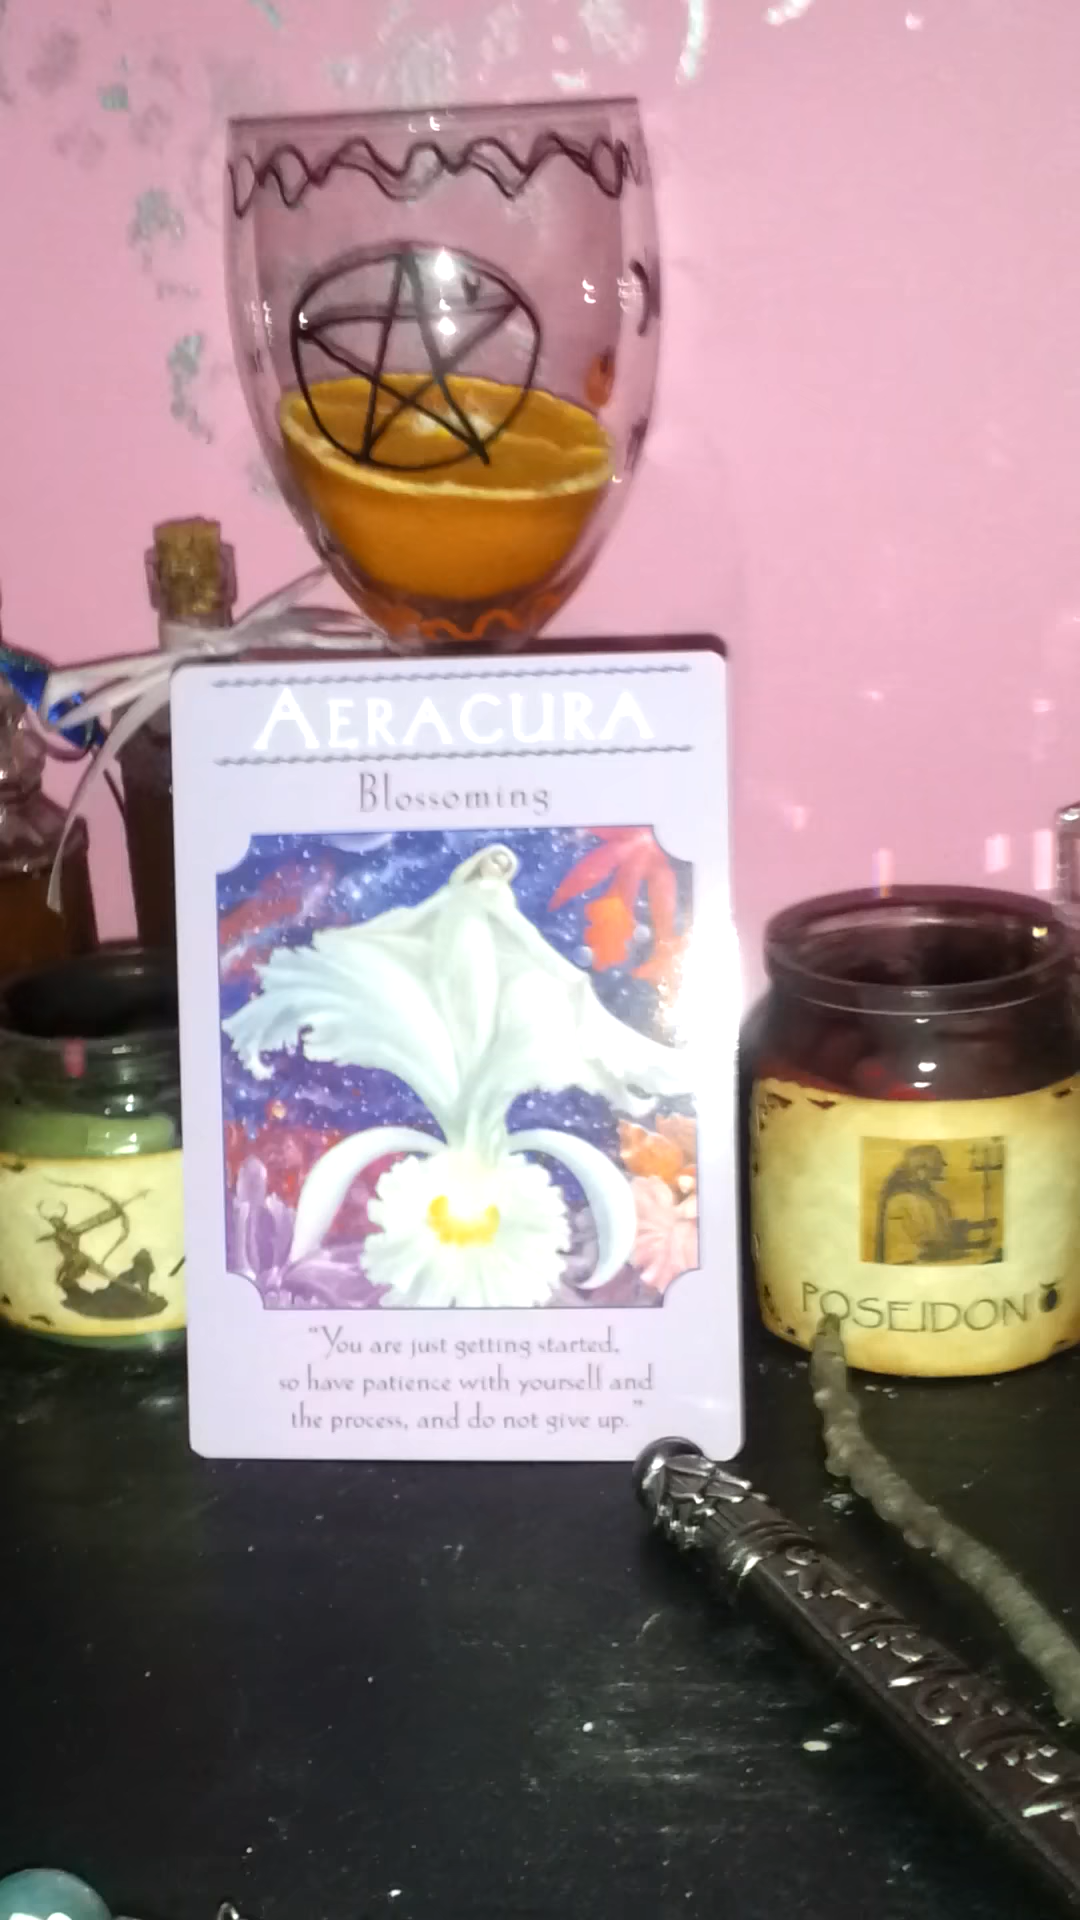 AERACURA
Blossoming
"You are just getting started,
so have patience with yourself and
the process, and do not give up."
POSEIDON